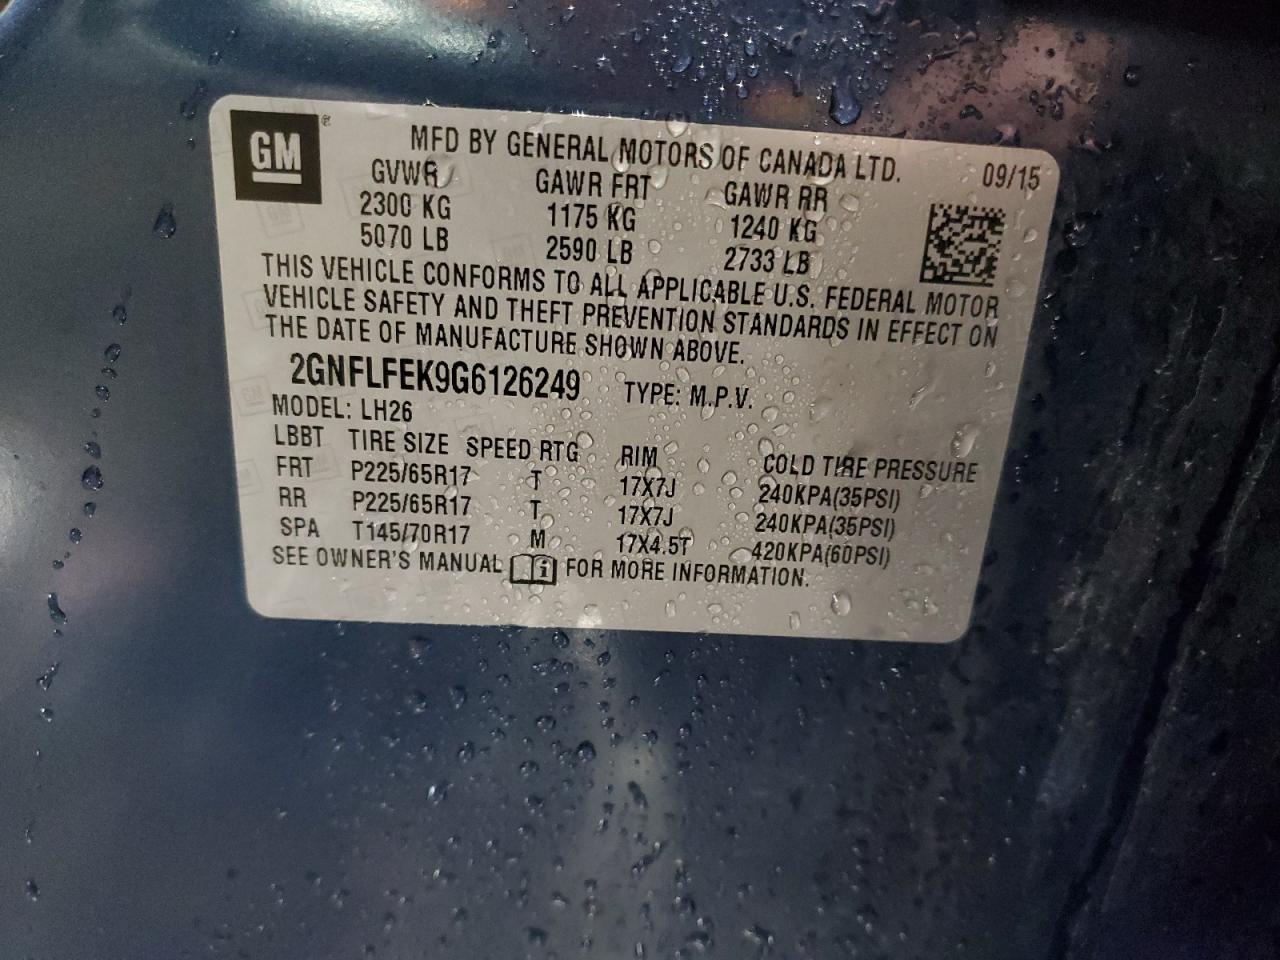 GM ®
MFD BY GENERAL MOTORS OF CANADA LTD. 09/15
GVWR GAWR FRT GAWR RR
2300 KG 1175 KG 1240 KG
5070 LB 2590 LB 2733 LB
THIS VEHICLE CONFORMS TO ALL APPLICABLE U.S. FEDERAL MOTOR
VEHICLE SAFETY AND THEFT PREVENTION STANDARDS IN EFFECT ON
THE DATE OF MANUFACTURE SHOWN ABOVE.
2GNFLFEK9G6126249 TYPE: M.P.V.
MODEL: LH26
LBBT TIRE SIZE SPEED RTG RIM COLD TIRE PRESSURE
FRT P225/65R17 T 17X7J 240KPA(35PSI)
RR P225/65R17 T 17X7J 240KPA(35PSI)
SPA T145/70R17 M 17X4.5T 420KPA(60PSI)
SEE OWNER'S MANUAL FOR MORE INFORMATION.